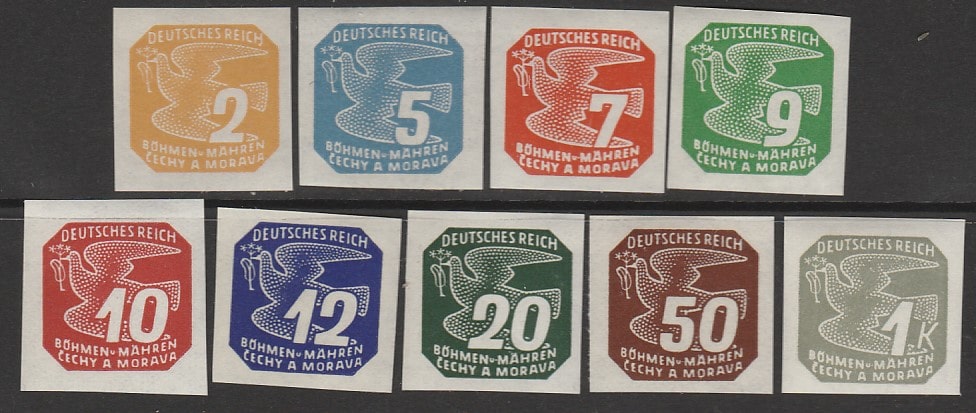 DEUTSCHES REICH
2
BÖHMEN u MÄHREN
ČECHY A MORAVA
DEUTSCHES REICH
5
BÖHMEN u MÄHREN
ČECHY A MORAVA
DEUTSCHES REICH
7
BÖHMEN u MÄHREN
ČECHY A MORAVA
DEUTSCHES REICH
9
BÖHMEN u MÄHREN
ČECHY A MORAVA
DEUTSCHES REICH
10
BÖHMEN u MÄHREN
ČECHY A MORAVA
DEUTSCHES REICH
12
BÖHMEN u MÄHREN
ČECHY A MORAVA
DEUTSCHES REICH
20
BÖHMEN u MÄHREN
ČECHY A MORAVA
DEUTSCHES REICH
50
BÖHMEN u MÄHREN
ČECHY A MORAVA
DEUTSCHES REICH
1 K
BÖHMEN u MÄHREN
ČECHY A MORAVA